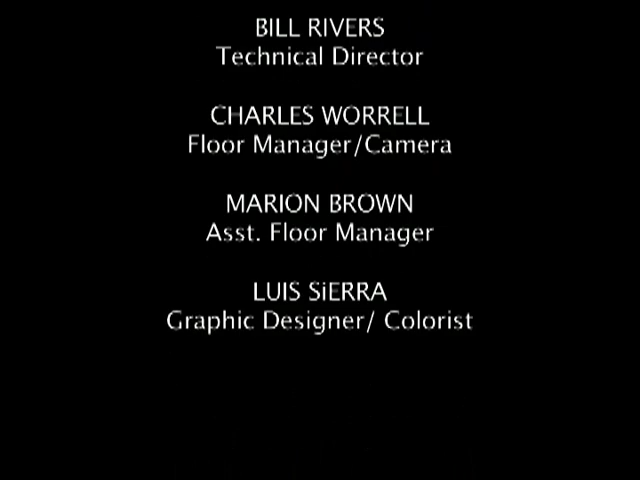 BILL RIVERS
Technical Director
CHARLES WORRELL
Floor Manager/Camera
MARION BROWN
Asst. Floor Manager
LUIS SiERRA
Graphic Designer/ Colorist